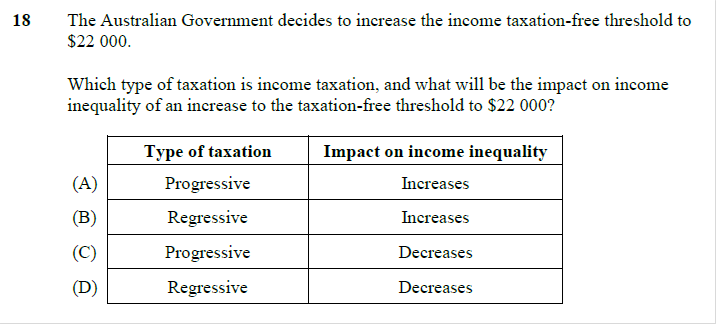 18 The Australian Government decides to increase the income taxation-free threshold to
$22 000.
Which type of taxation is income taxation, and what will be the impact on income
inequality of an increase to the taxation-free threshold to $22 000?
Type of taxation Impact on income inequality
(A) Progressive Increases
(B) Regressive Increases
(C) Progressive Decreases
(D) Regressive Decreases